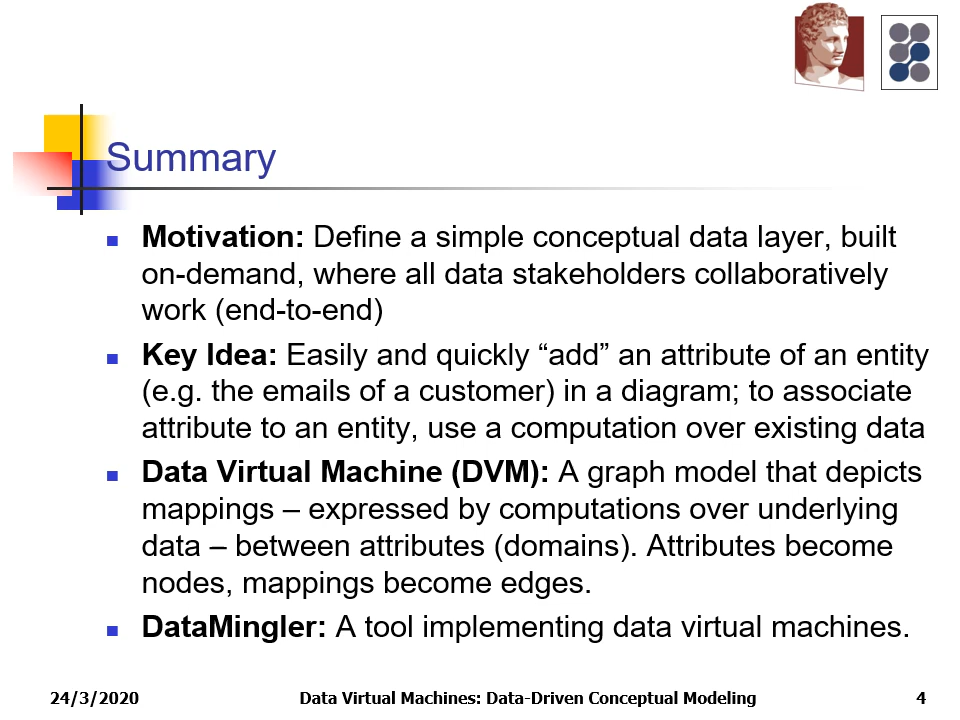 Summary
Motivation: Define a simple conceptual data layer, built
on-demand, where all data stakeholders collaboratively
work (end-to-end)
Key Idea: Easily and quickly “add” an attribute of an entity
(e.g. the emails of a customer) in a diagram; to associate
attribute to an entity, use a computation over existing data
Data Virtual Machine (DVM): A graph model that depicts
mappings – expressed by computations over underlying
data – between attributes (domains). Attributes become
nodes, mappings become edges.
DataMingler: A tool implementing data virtual machines.
24/3/2020
Data Virtual Machines: Data-Driven Conceptual Modeling
4